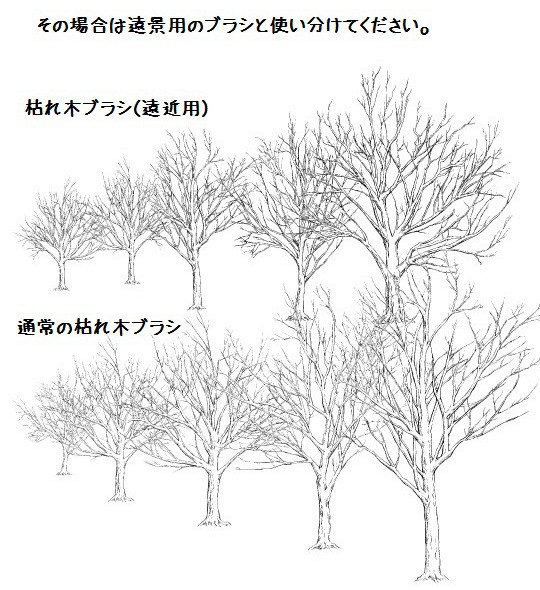 その場合は遠景用のブラシと使い分けてください。
枯れ木ブラシ(遠近用)
通常の枯れ木ブラシ